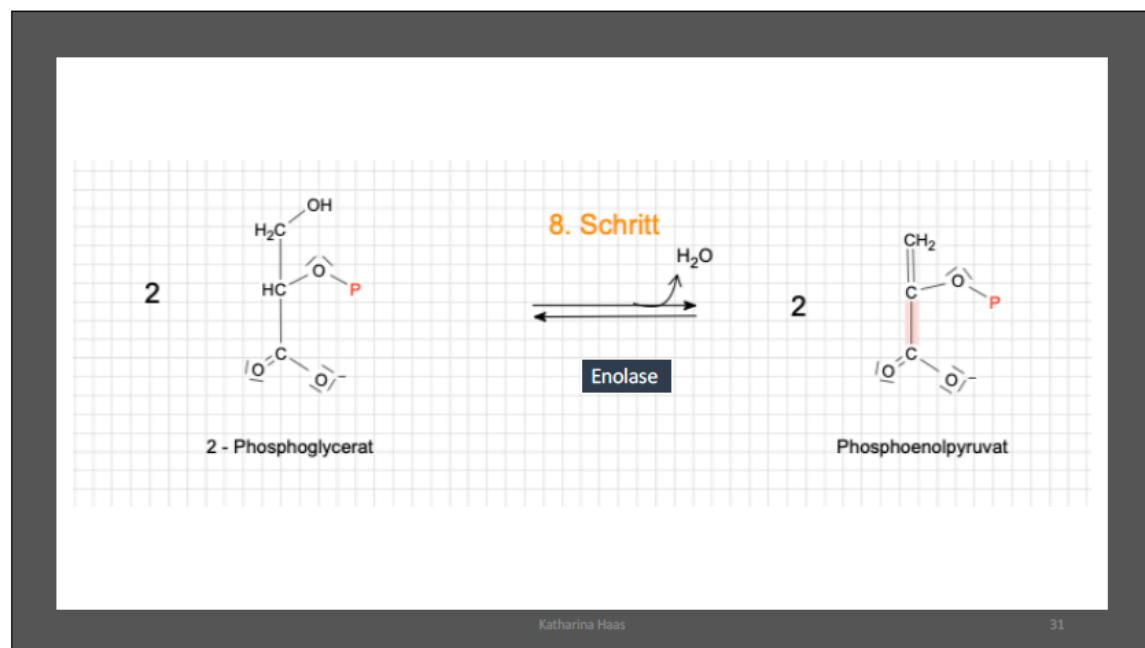 8. Schritt
2
H₂C
OH
HC
O
P
C
O
O⁻
2 - Phosphoglycerat
H₂O
Enolase
2
CH₂
C
O
P
C
O
O⁻
Phosphoenolpyruvat
Katharina Haas
31